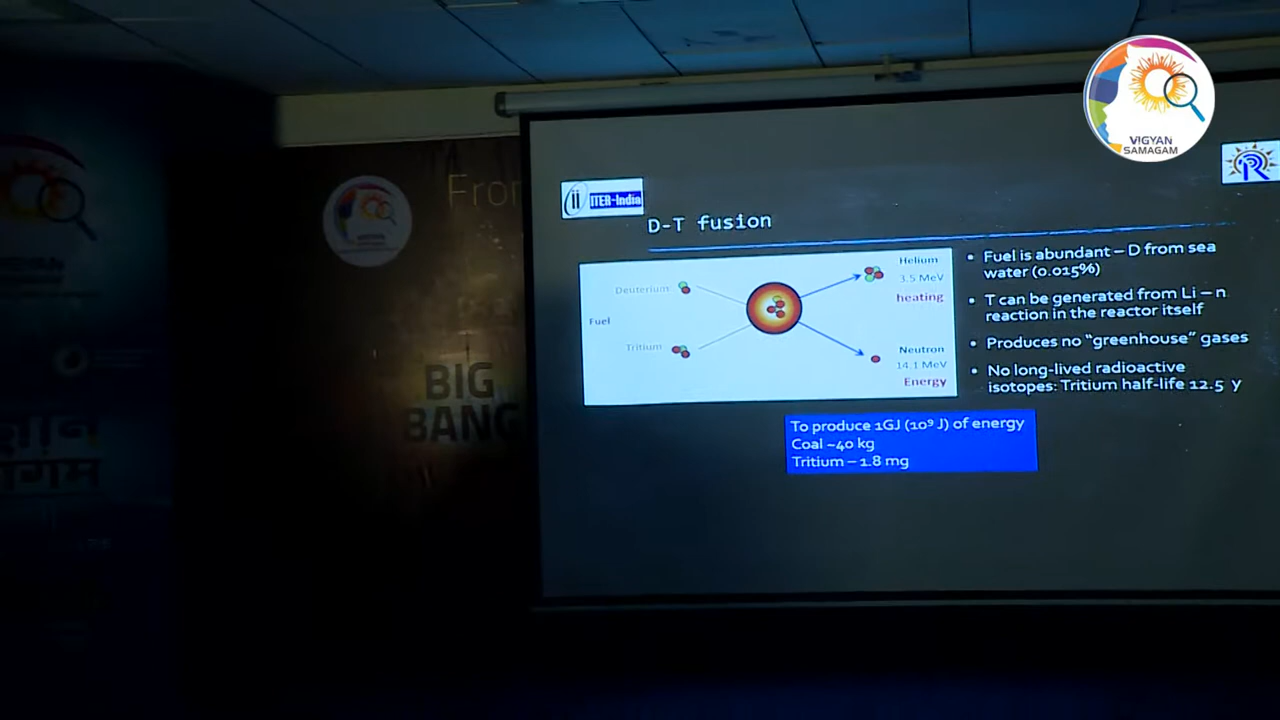 VIGYAN
SAMAGAM
From
BIG
BANG
ITER-India
D-T fusion
Deuterium
Fuel
Tritium
Helium
3.5 MeV
heating
Neutron
14.1 MeV
Energy
• Fuel is abundant – D from sea
water (0.015%)
• T can be generated from Li – n
reaction in the reactor itself
• Produces no “greenhouse” gases
• No long-lived radioactive
isotopes: Tritium half-life 12.5 y
To produce 1GJ (10⁹ J) of energy
Coal ~40 kg
Tritium – 1.8 mg